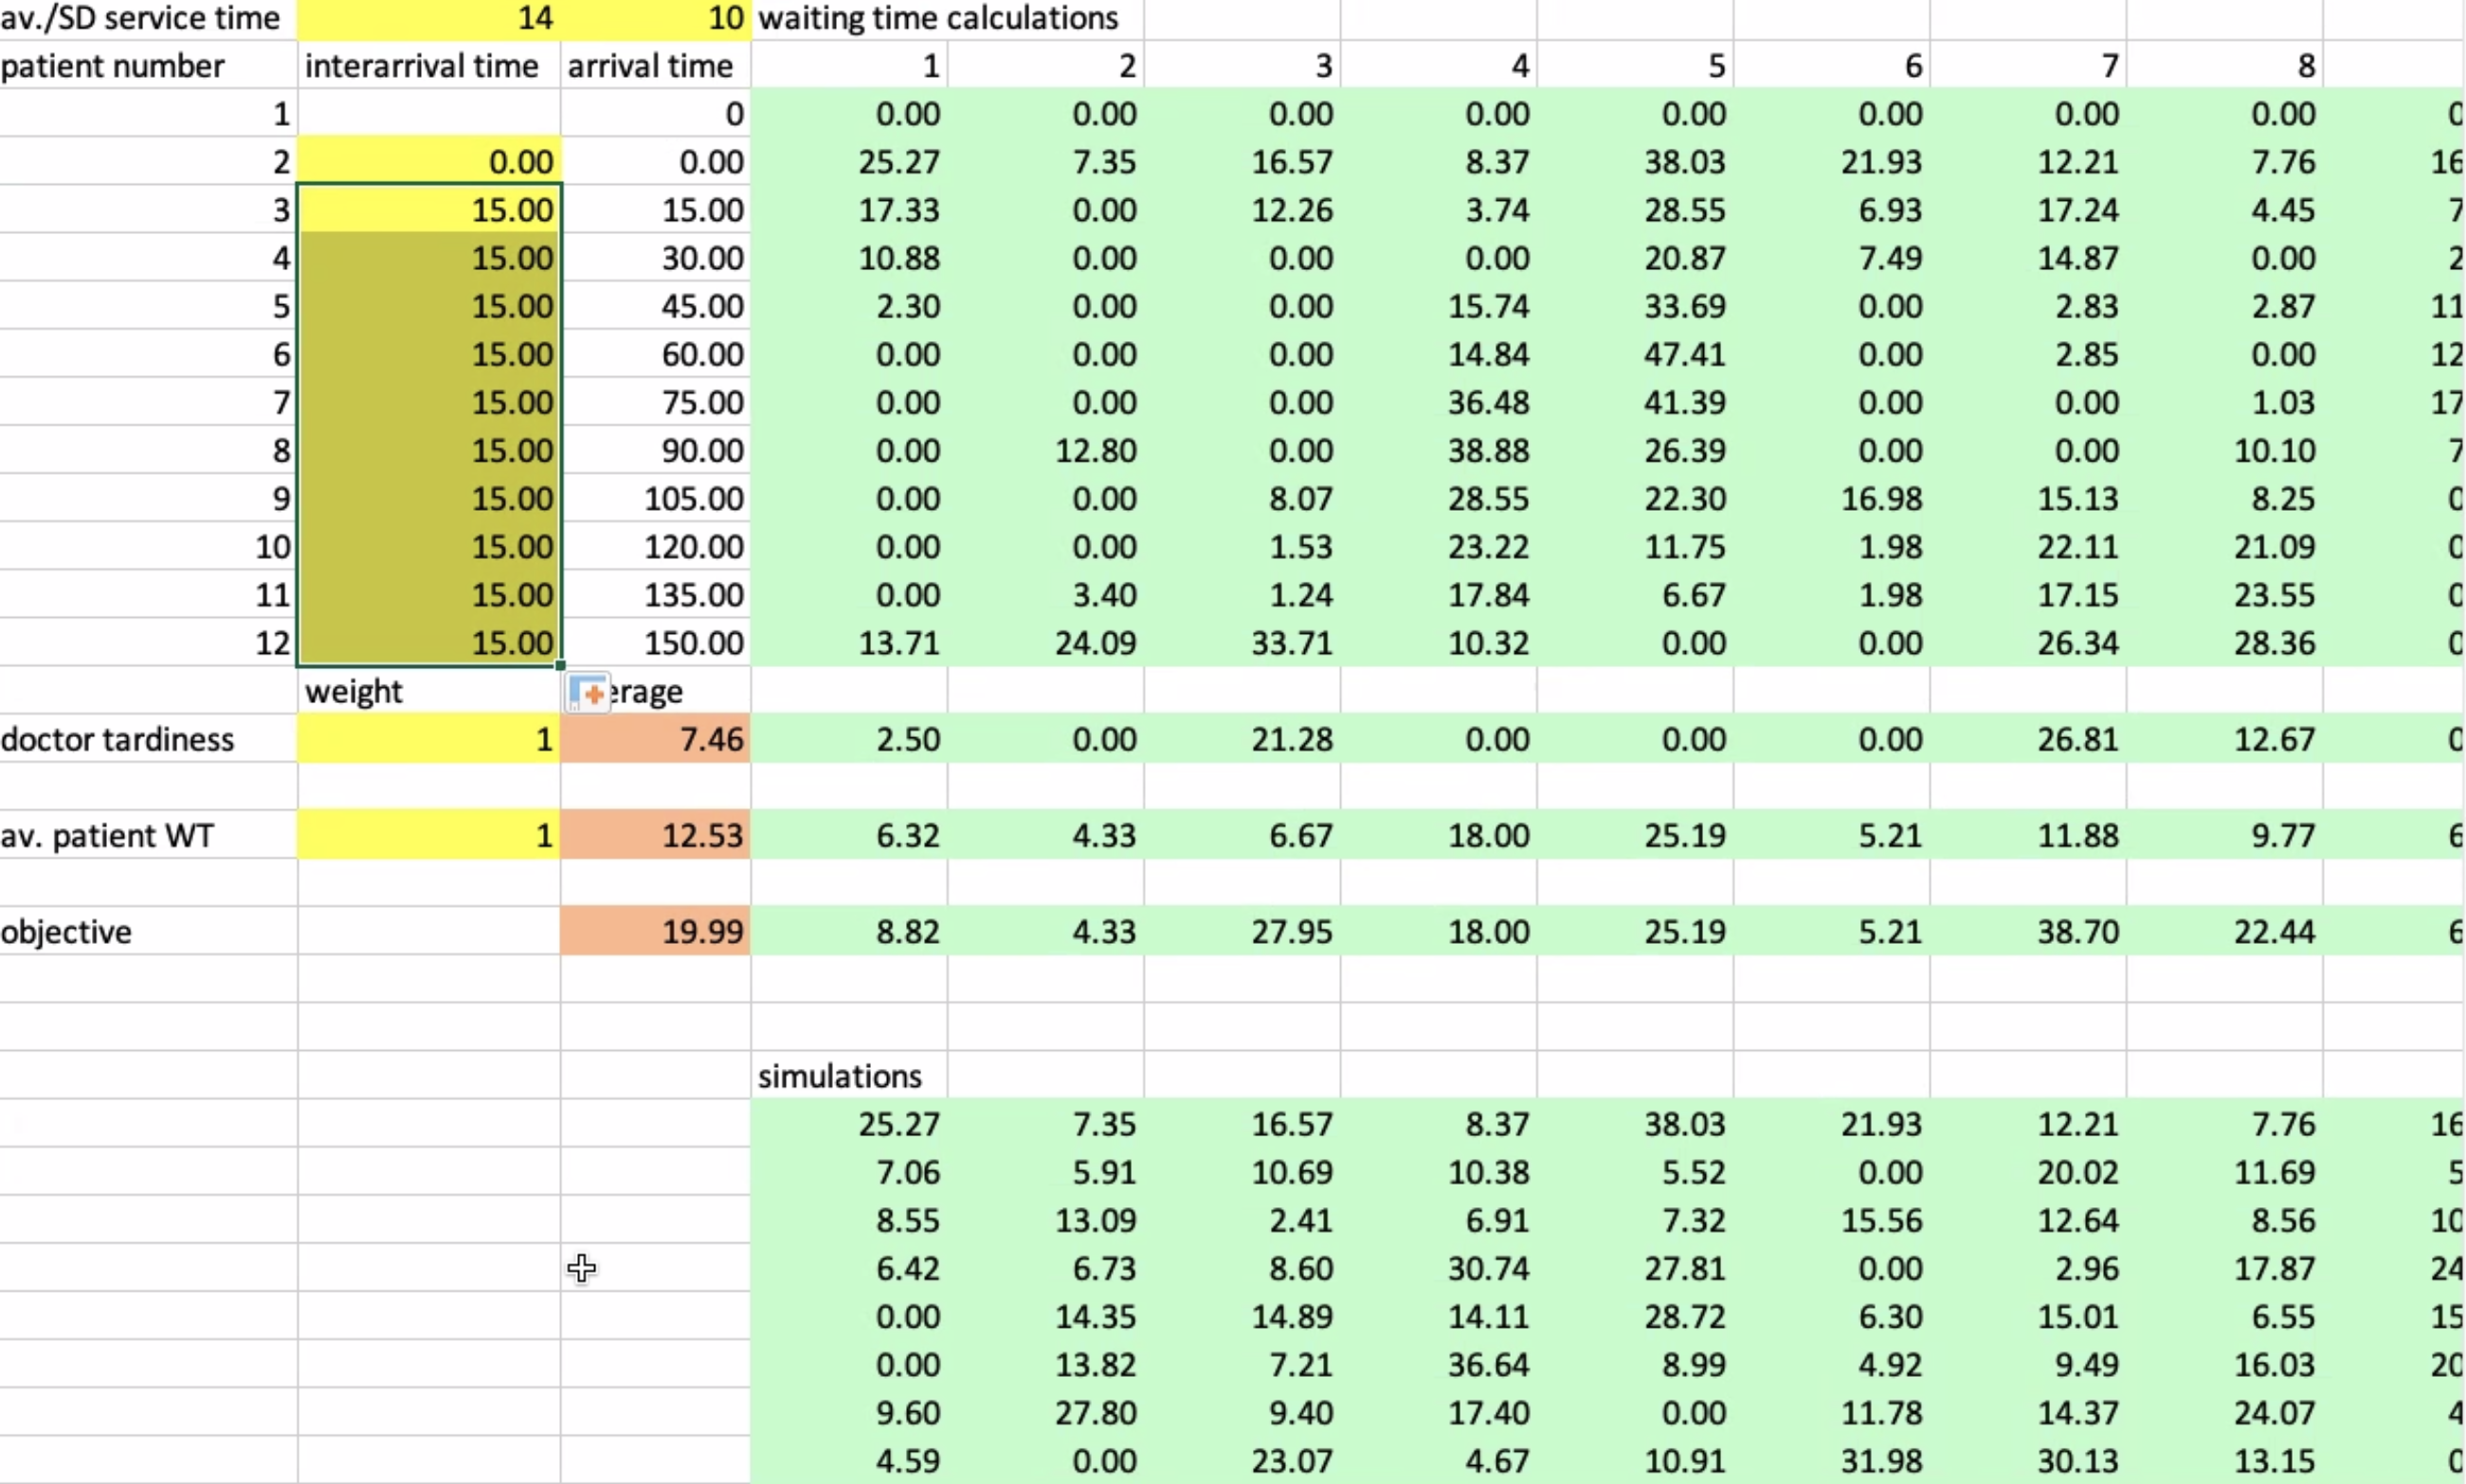 av./SD service time 14 10 waiting time calculations
patient number interarrival time arrival time 1 2 3 4 5 6 7 8
1 0 0.00 0.00 0.00 0.00 0.00 0.00 0.00 0.00
2 0.00 0.00 25.27 7.35 16.57 8.37 38.03 21.93 12.21 7.76 16
3 15.00 15.00 17.33 0.00 12.26 3.74 28.55 6.93 17.24 4.45 7
4 15.00 30.00 10.88 0.00 0.00 0.00 20.87 7.49 14.87 0.00 2
5 15.00 45.00 2.30 0.00 0.00 15.74 33.69 0.00 2.83 2.87 11
6 15.00 60.00 0.00 0.00 0.00 14.84 47.41 0.00 2.85 0.00 12
7 15.00 75.00 0.00 0.00 0.00 36.48 41.39 0.00 0.00 1.03 17
8 15.00 90.00 0.00 12.80 0.00 38.88 26.39 0.00 0.00 10.10 7
9 15.00 105.00 0.00 0.00 8.07 28.55 22.30 16.98 15.13 8.25
10 15.00 120.00 0.00 0.00 1.53 23.22 11.75 1.98 22.11 21.09
11 15.00 135.00 0.00 3.40 1.24 17.84 6.67 1.98 17.15 23.55
12 15.00 150.00 13.71 24.09 33.71 10.32 0.00 0.00 26.34 28.36
weight erage
doctor tardiness 1 7.46 2.50 0.00 21.28 0.00 0.00 0.00 26.81 12.67
av. patient WT 1 12.53 6.32 4.33 6.67 18.00 25.19 5.21 11.88 9.77 6
objective 19.99 8.82 4.33 27.95 18.00 25.19 5.21 38.70 22.44 6
simulations
25.27 7.35 16.57 8.37 38.03 21.93 12.21 7.76 16
7.06 5.91 10.69 10.38 5.52 0.00 20.02 11.69 5
8.55 13.09 2.41 6.91 7.32 15.56 12.64 8.56 10
6.42 6.73 8.60 30.74 27.81 0.00 2.96 17.87 24
0.00 14.35 14.89 14.11 28.72 6.30 15.01 6.55 15
0.00 13.82 7.21 36.64 8.99 4.92 9.49 16.03 20
9.60 27.80 9.40 17.40 0.00 11.78 14.37 24.07 4
4.59 0.00 23.07 4.67 10.91 31.98 30.13 13.15